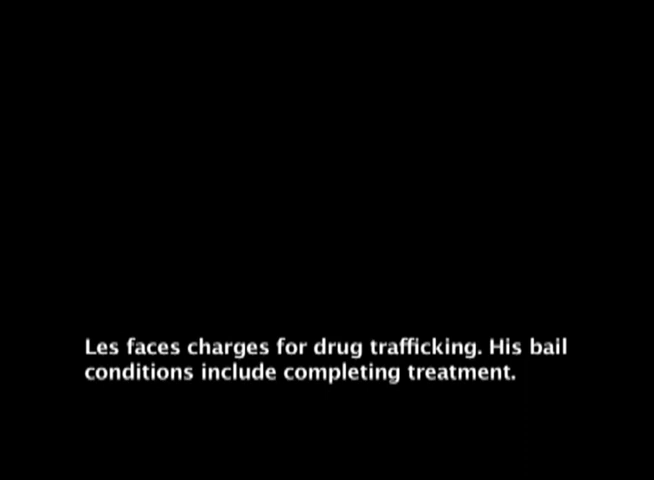 Les faces charges for drug trafficking. His bail
conditions include completing treatment.